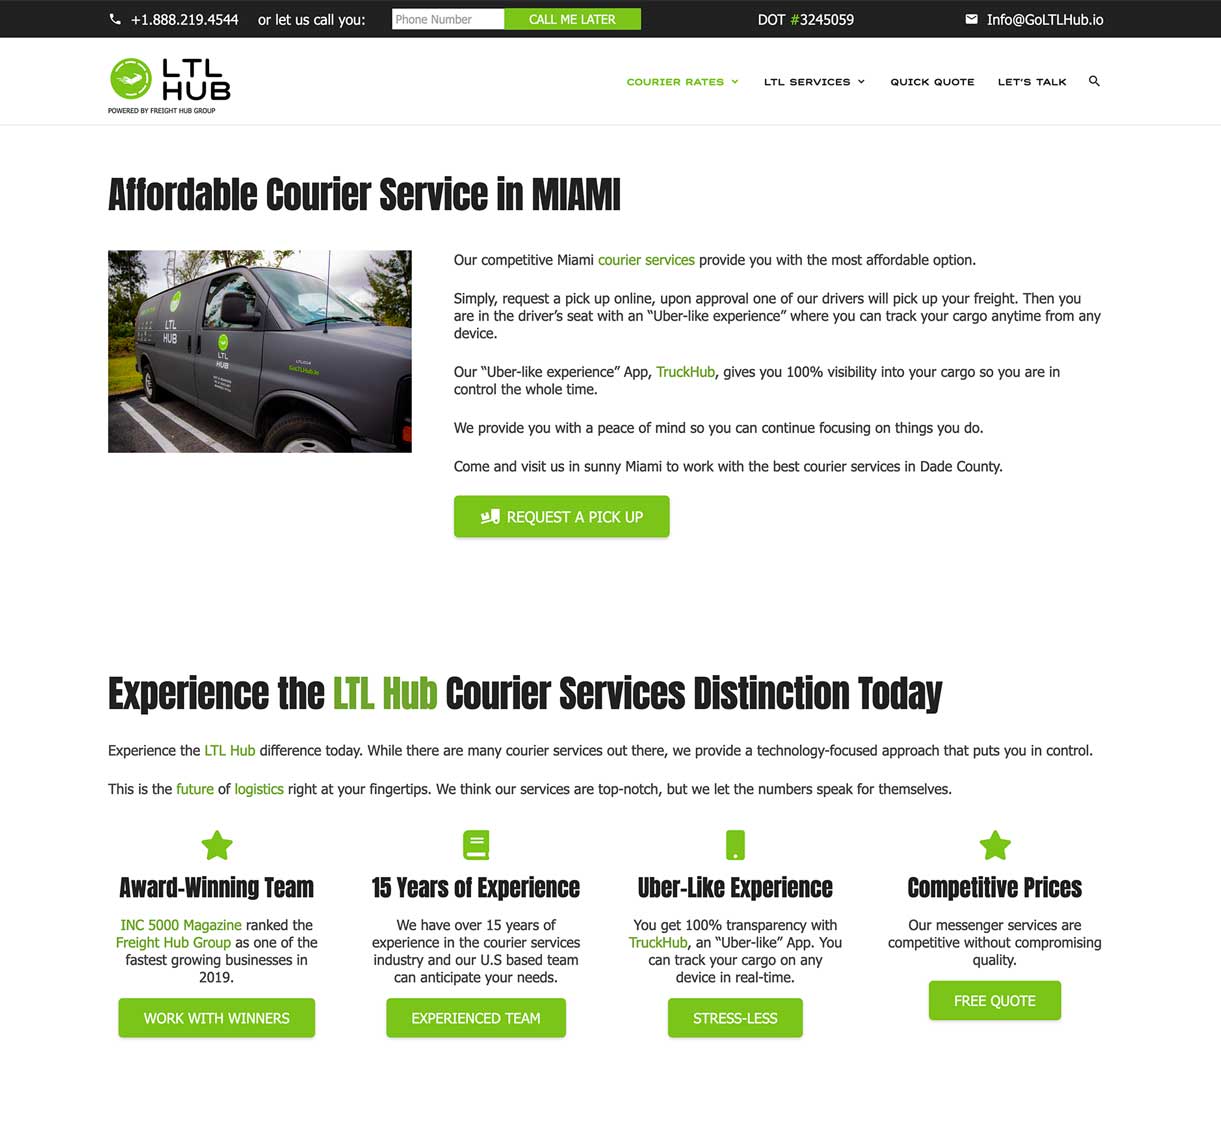 +1.888.219.4544 or let us call you: Phone Number CALL ME LATER DOT #3245059 Info@GoLTLHub.io
LTL
HUB
POWERED BY FREIGHT HUB GROUP
COURIER RATES LTL SERVICES QUICK QUOTE LET'S TALK
Affordable Courier Service in MIAMI
LTL
HUB
LTL
HUB
GoLTLHub.io
Our competitive Miami courier services provide you with the most affordable option.
Simply, request a pick up online, upon approval one of our drivers will pick up your freight. Then you
are in the driver’s seat with an “Uber-like experience” where you can track your cargo anytime from any
device.
Our “Uber-like experience” App, TruckHub, gives you 100% visibility into your cargo so you are in
control the whole time.
We provide you with a peace of mind so you can continue focusing on things you do.
Come and visit us in sunny Miami to work with the best courier services in Dade County.
REQUEST A PICK UP
Experience the LTL Hub Courier Services Distinction Today
Experience the LTL Hub difference today. While there are many courier services out there, we provide a technology-focused approach that puts you in control.
This is the future of logistics right at your fingertips. We think our services are top-notch, but we let the numbers speak for themselves.
Award-Winning Team
INC 5000 Magazine ranked the
Freight Hub Group as one of the
fastest growing businesses in
2019.
WORK WITH WINNERS
15 Years of Experience
We have over 15 years of
experience in the courier services
industry and our U.S based team
can anticipate your needs.
EXPERIENCED TEAM
Uber-Like Experience
You get 100% transparency with
TruckHub, an “Uber-like” App. You
can track your cargo on any
device in real-time.
STRESS-LESS
Competitive Prices
Our messenger services are
competitive without compromising
quality.
FREE QUOTE